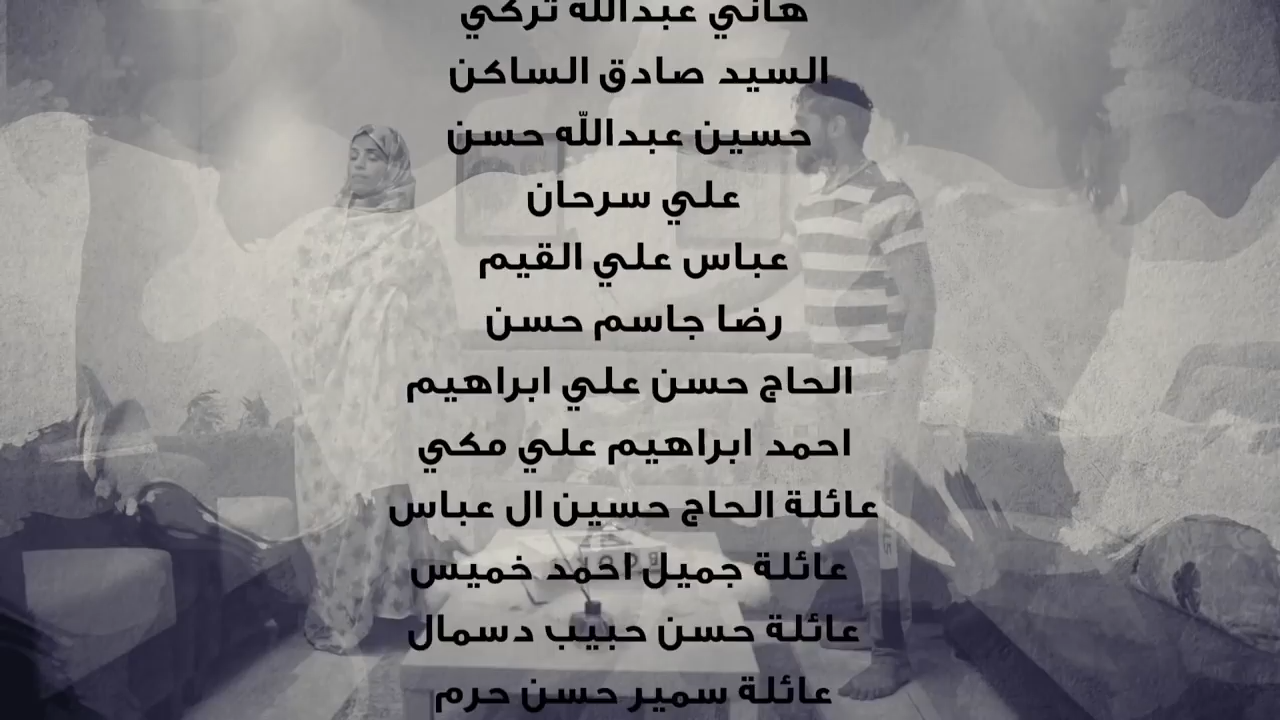 هاني عبدالله تركي
السيد صادق الساكن
حسين عبدالله حسن
علي سرحان
عباس علي القيم
رضا جاسم حسن
الحاج حسن علي ابراهيم
احمد ابراهيم علي مكي
عائلة الحاج حسين ال عباس
عائلة جميل احمد خميس
عائلة حسن حبيب دسمال
عائلة سمير حسن حرم